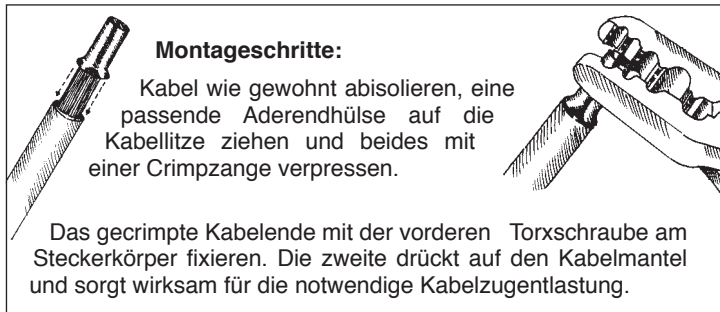 Montageschritte:
Kabel wie gewohnt abisolieren, eine
passende Aderendhülse auf die
Kabellitze ziehen und beides mit
einer Crimpzange verpressen.
Das gecrimpte Kabelende mit der vorderen Torxschraube am
Steckerkörper fixieren. Die zweite drückt auf den Kabelmantel
und sorgt wirksam für die notwendige Kabelzugentlastung.